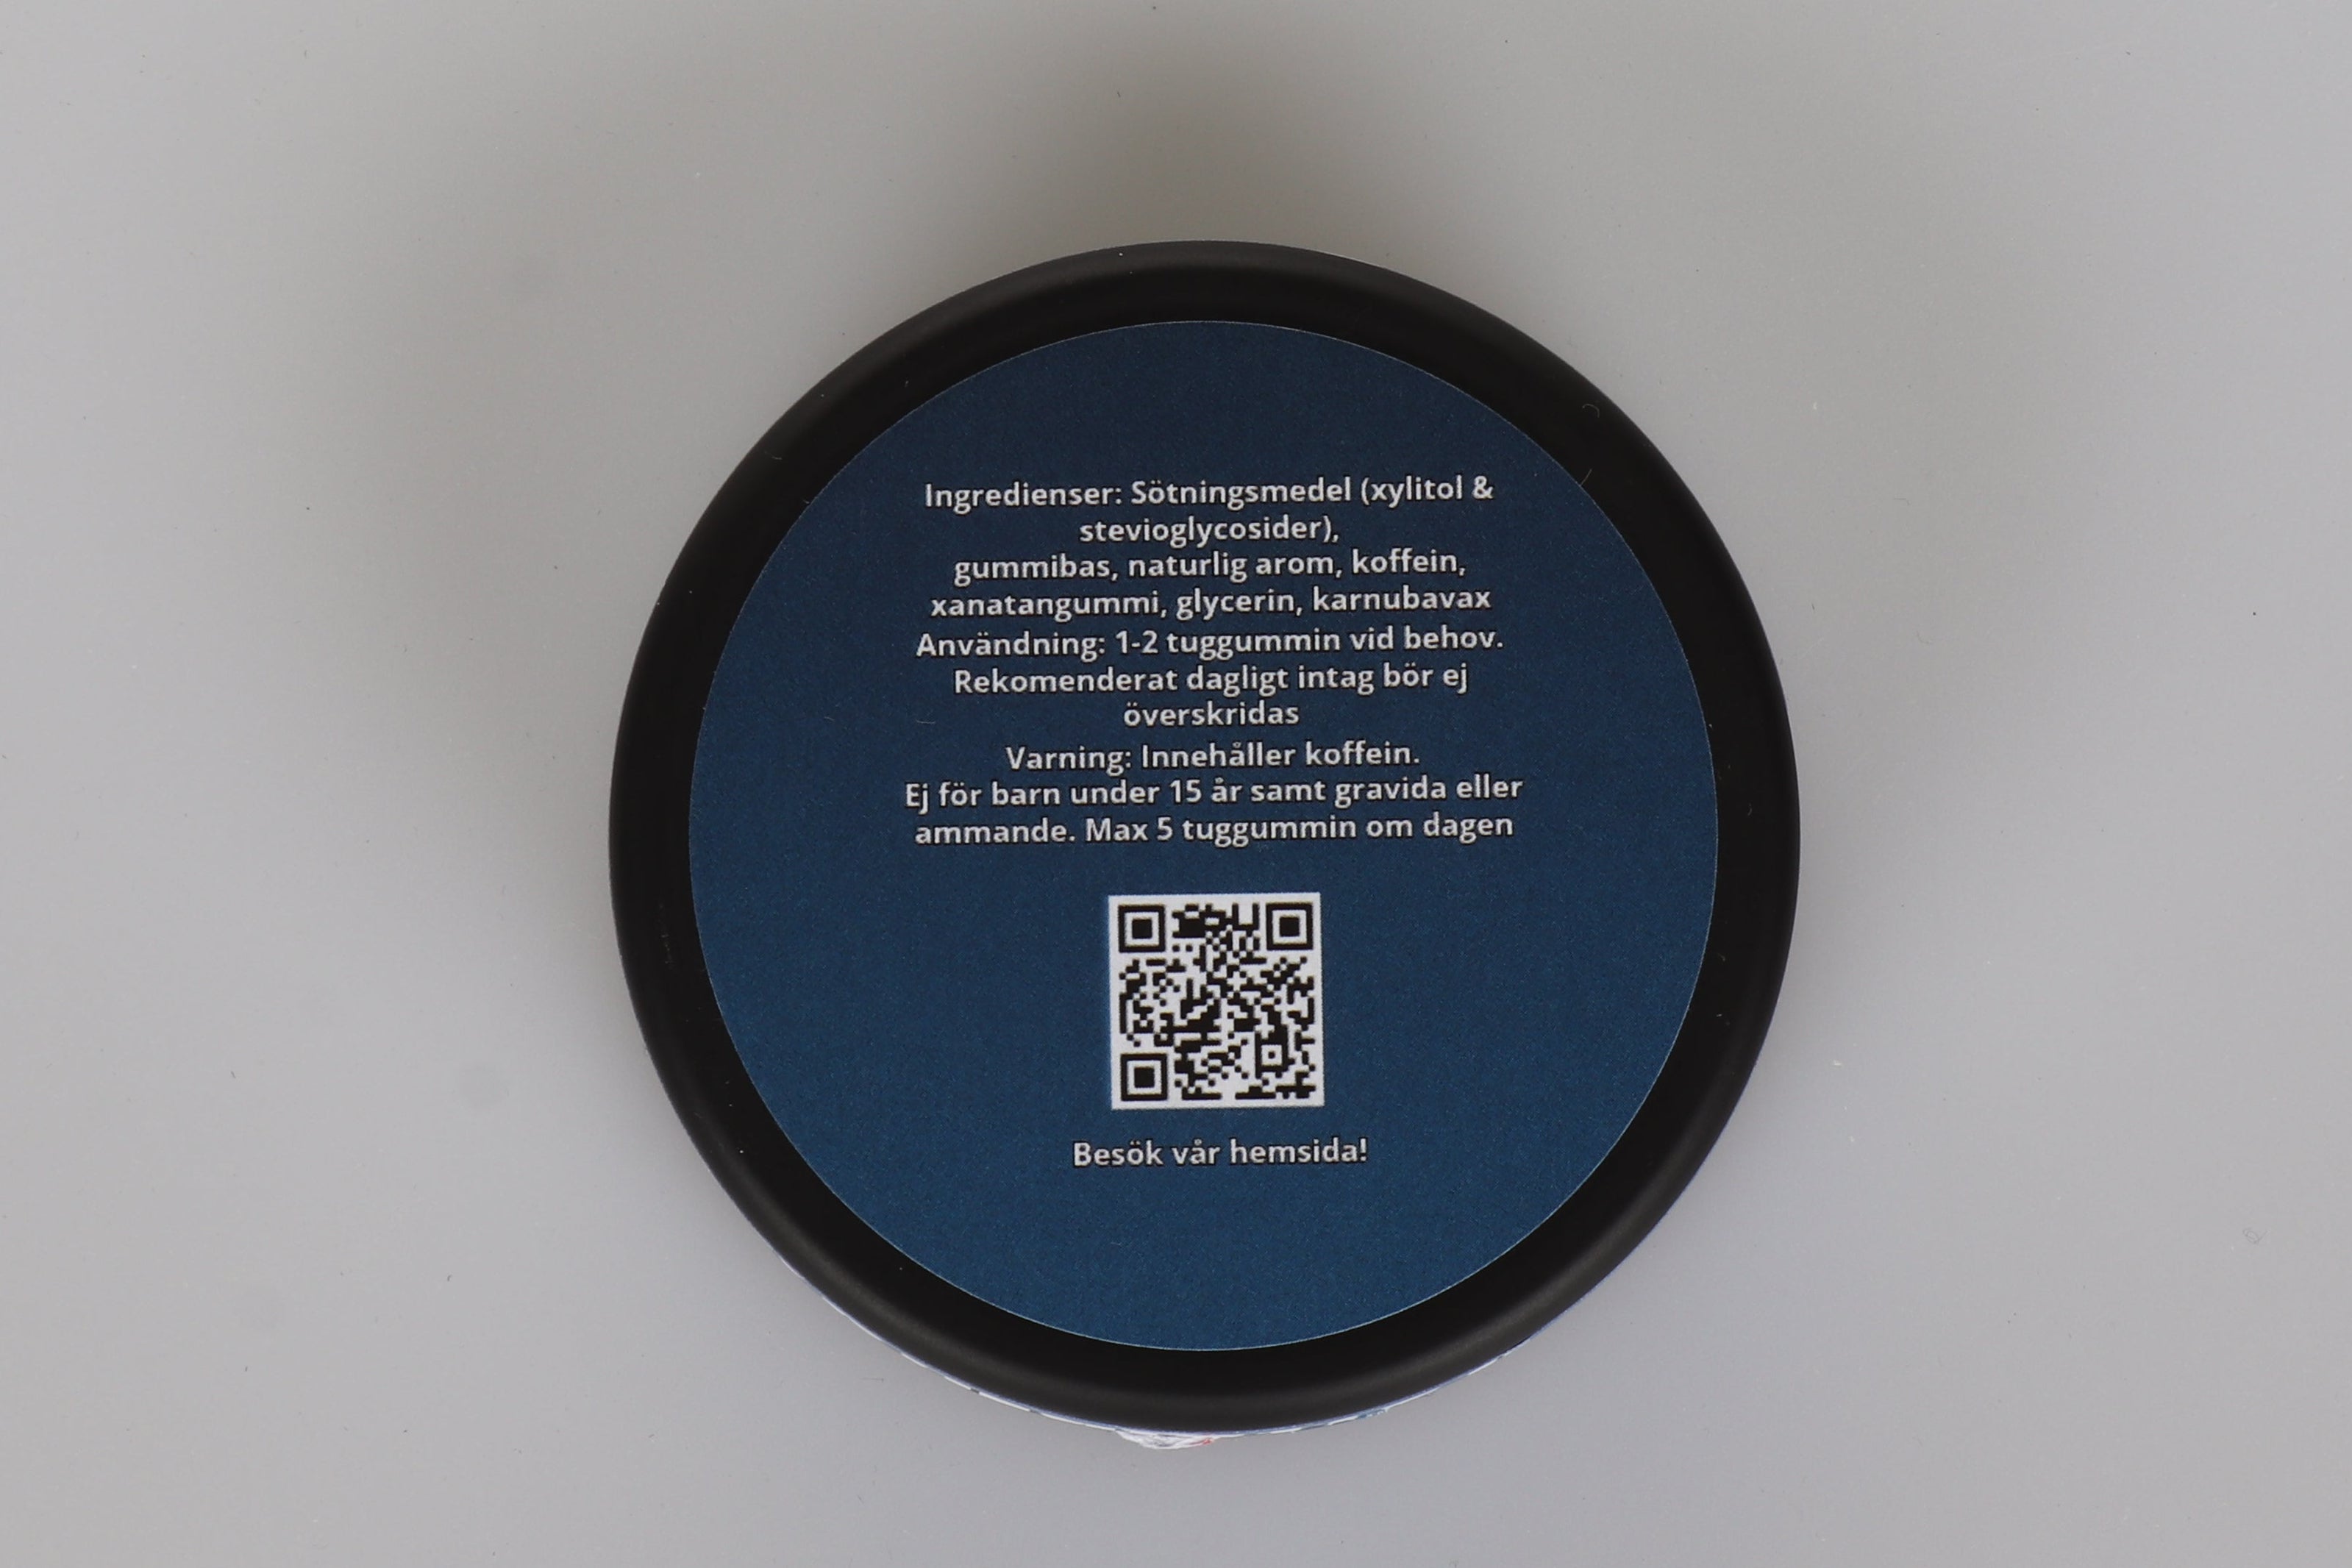 Ingredienser: Sötningsmedel (xylitol &
stevioglycosider),
gummibas, naturlig arom, koffein,
xanatangummi, glycerin, karnubavax
Användning: 1-2 tuggummin vid behov.
Rekomenderat dagligt intag bör ej
överskridas
Varning: Innehåller koffein.
Ej för barn under 15 år samt gravida eller
ammande. Max 5 tuggummin om dagen
Besök vår hemsida!